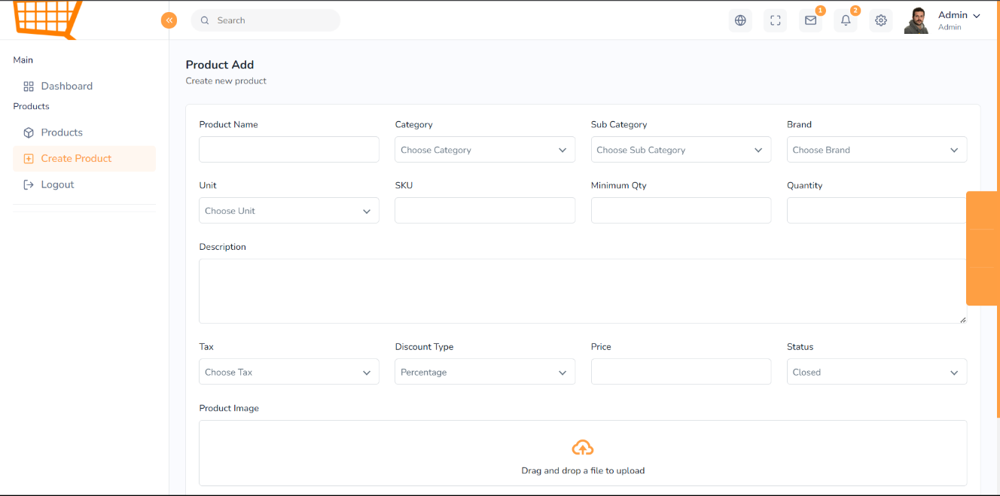 Search
1
2
Admin
Admin
Main
Dashboard
Products
Products
Create Product
Logout
Product Add
Create new product
Product Name
Category
Sub Category
Brand
Choose Category
Choose Sub Category
Choose Brand
Unit
SKU
Minimum Qty
Quantity
Choose Unit
Description
Tax
Discount Type
Price
Status
Choose Tax
Percentage
Closed
Product Image
Drag and drop a file to upload